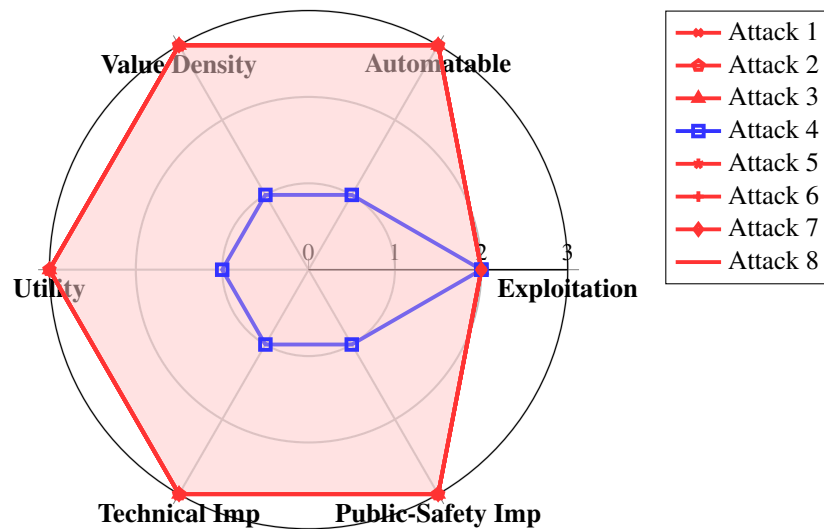 Value Density
Automatable
0 1 2 3
Utility
Exploitation
Technical Imp
Public-Safety Imp
Attack 1
Attack 2
Attack 3
Attack 4
Attack 5
Attack 6
Attack 7
Attack 8